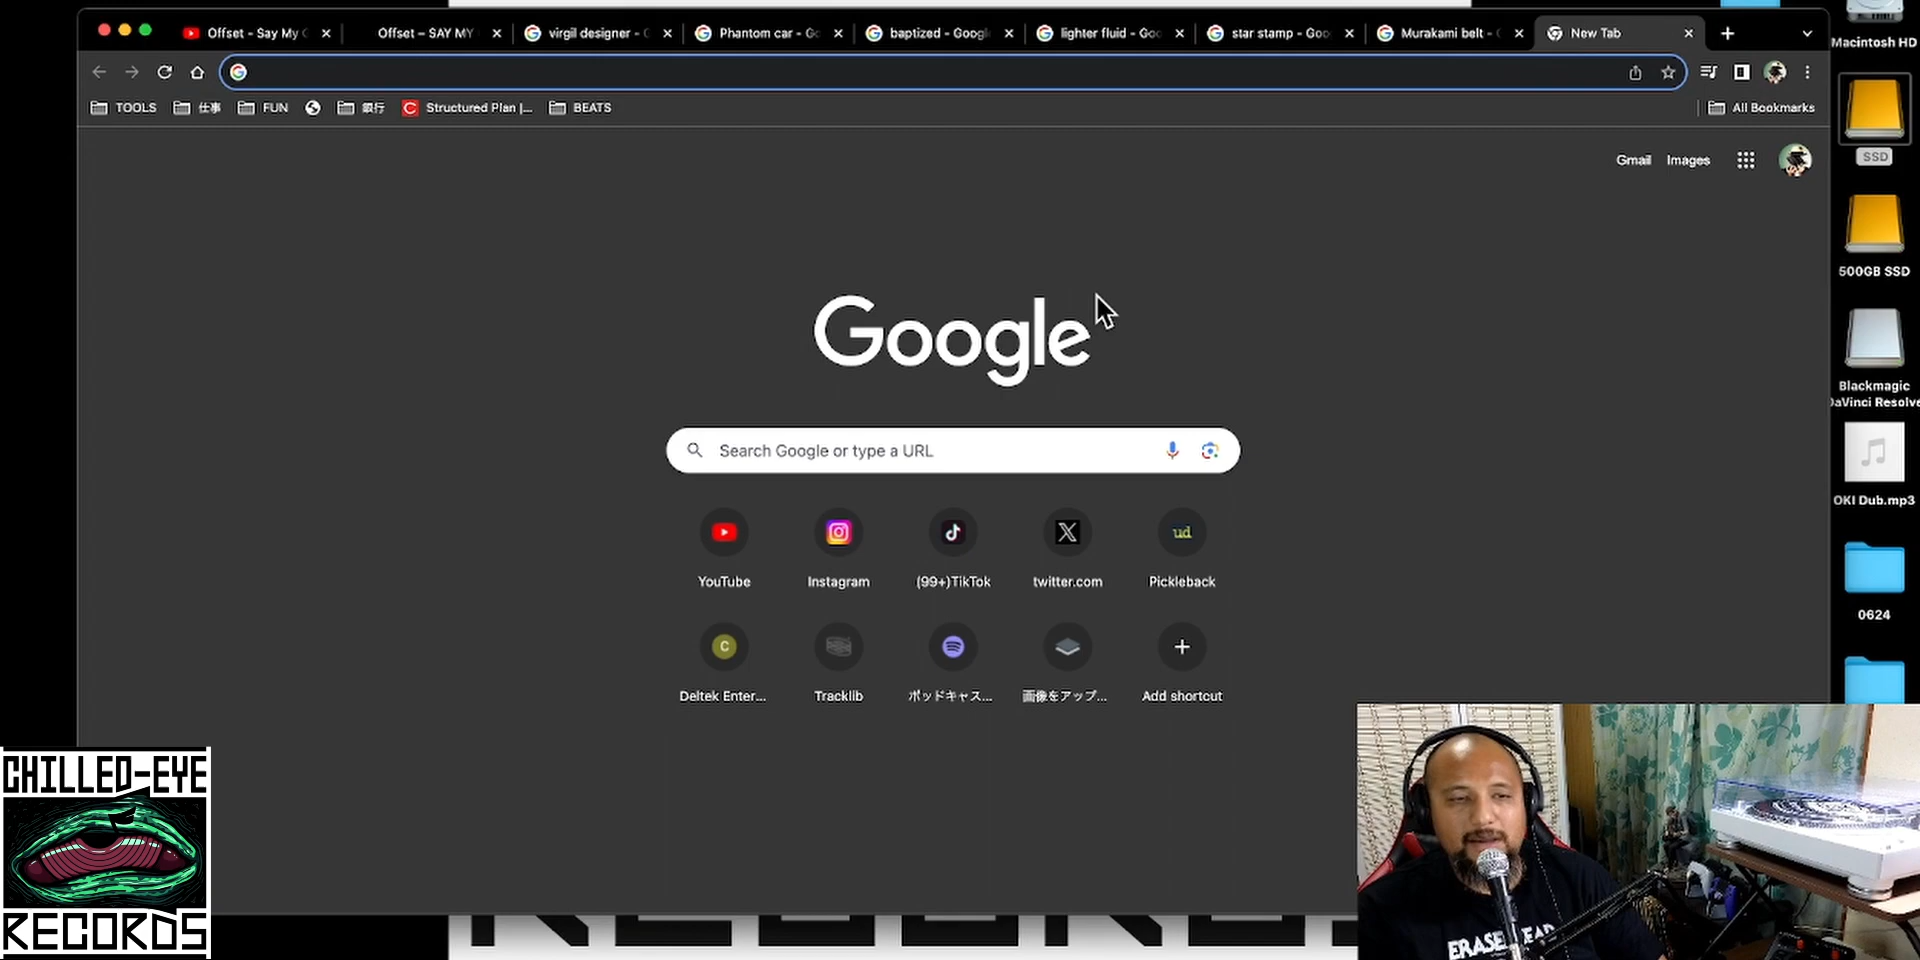 Offset - Say My G
Offset – SAY MY
virgil designer - G
Phantom car - Go
baptized - Google
lighter fluid - Goo
star stamp - Goo
Murakami belt - G
New Tab
Macintosh HD
TOOLS
仕事
FUN
銀行
Structured Plan |...
BEATS
All Bookmarks
SSD
Gmail
Images
500GB SSD
Google
Blackmagic
DaVinci Resolve
Search Google or type a URL
OKI Dub.mp3
ud
YouTube
Instagram
(99+)TikTok
twitter.com
Pickleback
0624
C
Deltek Enter...
Tracklib
ポッドキャス...
画像をアップ...
Add shortcut
CHILLED-EYE
RECORDS